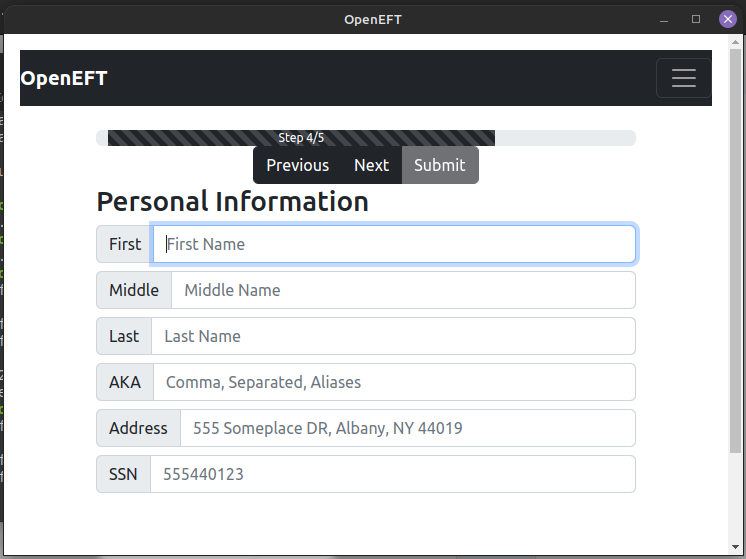 OpenEFT
OpenEFT
Step 4/5
Previous Next Submit
Personal Information
First First Name
Middle Middle Name
Last Last Name
AKA Comma, Separated, Aliases
Address 555 Someplace DR, Albany, NY 44019
SSN 555440123